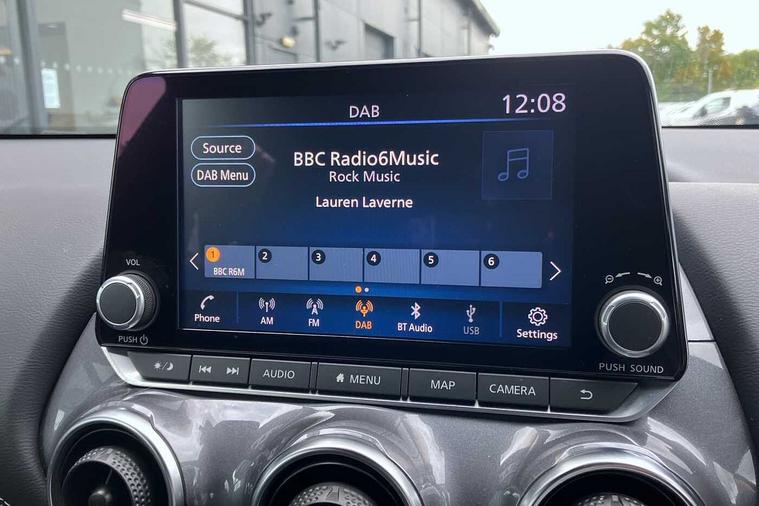 DAB
12:08
Source
BBC Radio6Music
DAB Menu
Rock Music
Lauren Laverne
1 2 3 4 5 6
BBC R6M
Phone
AM
FM
DAB
BT Audio
USB
Settings
VOL
PUSH
PUSH SOUND
AUDIO
MENU
MAP
CAMERA